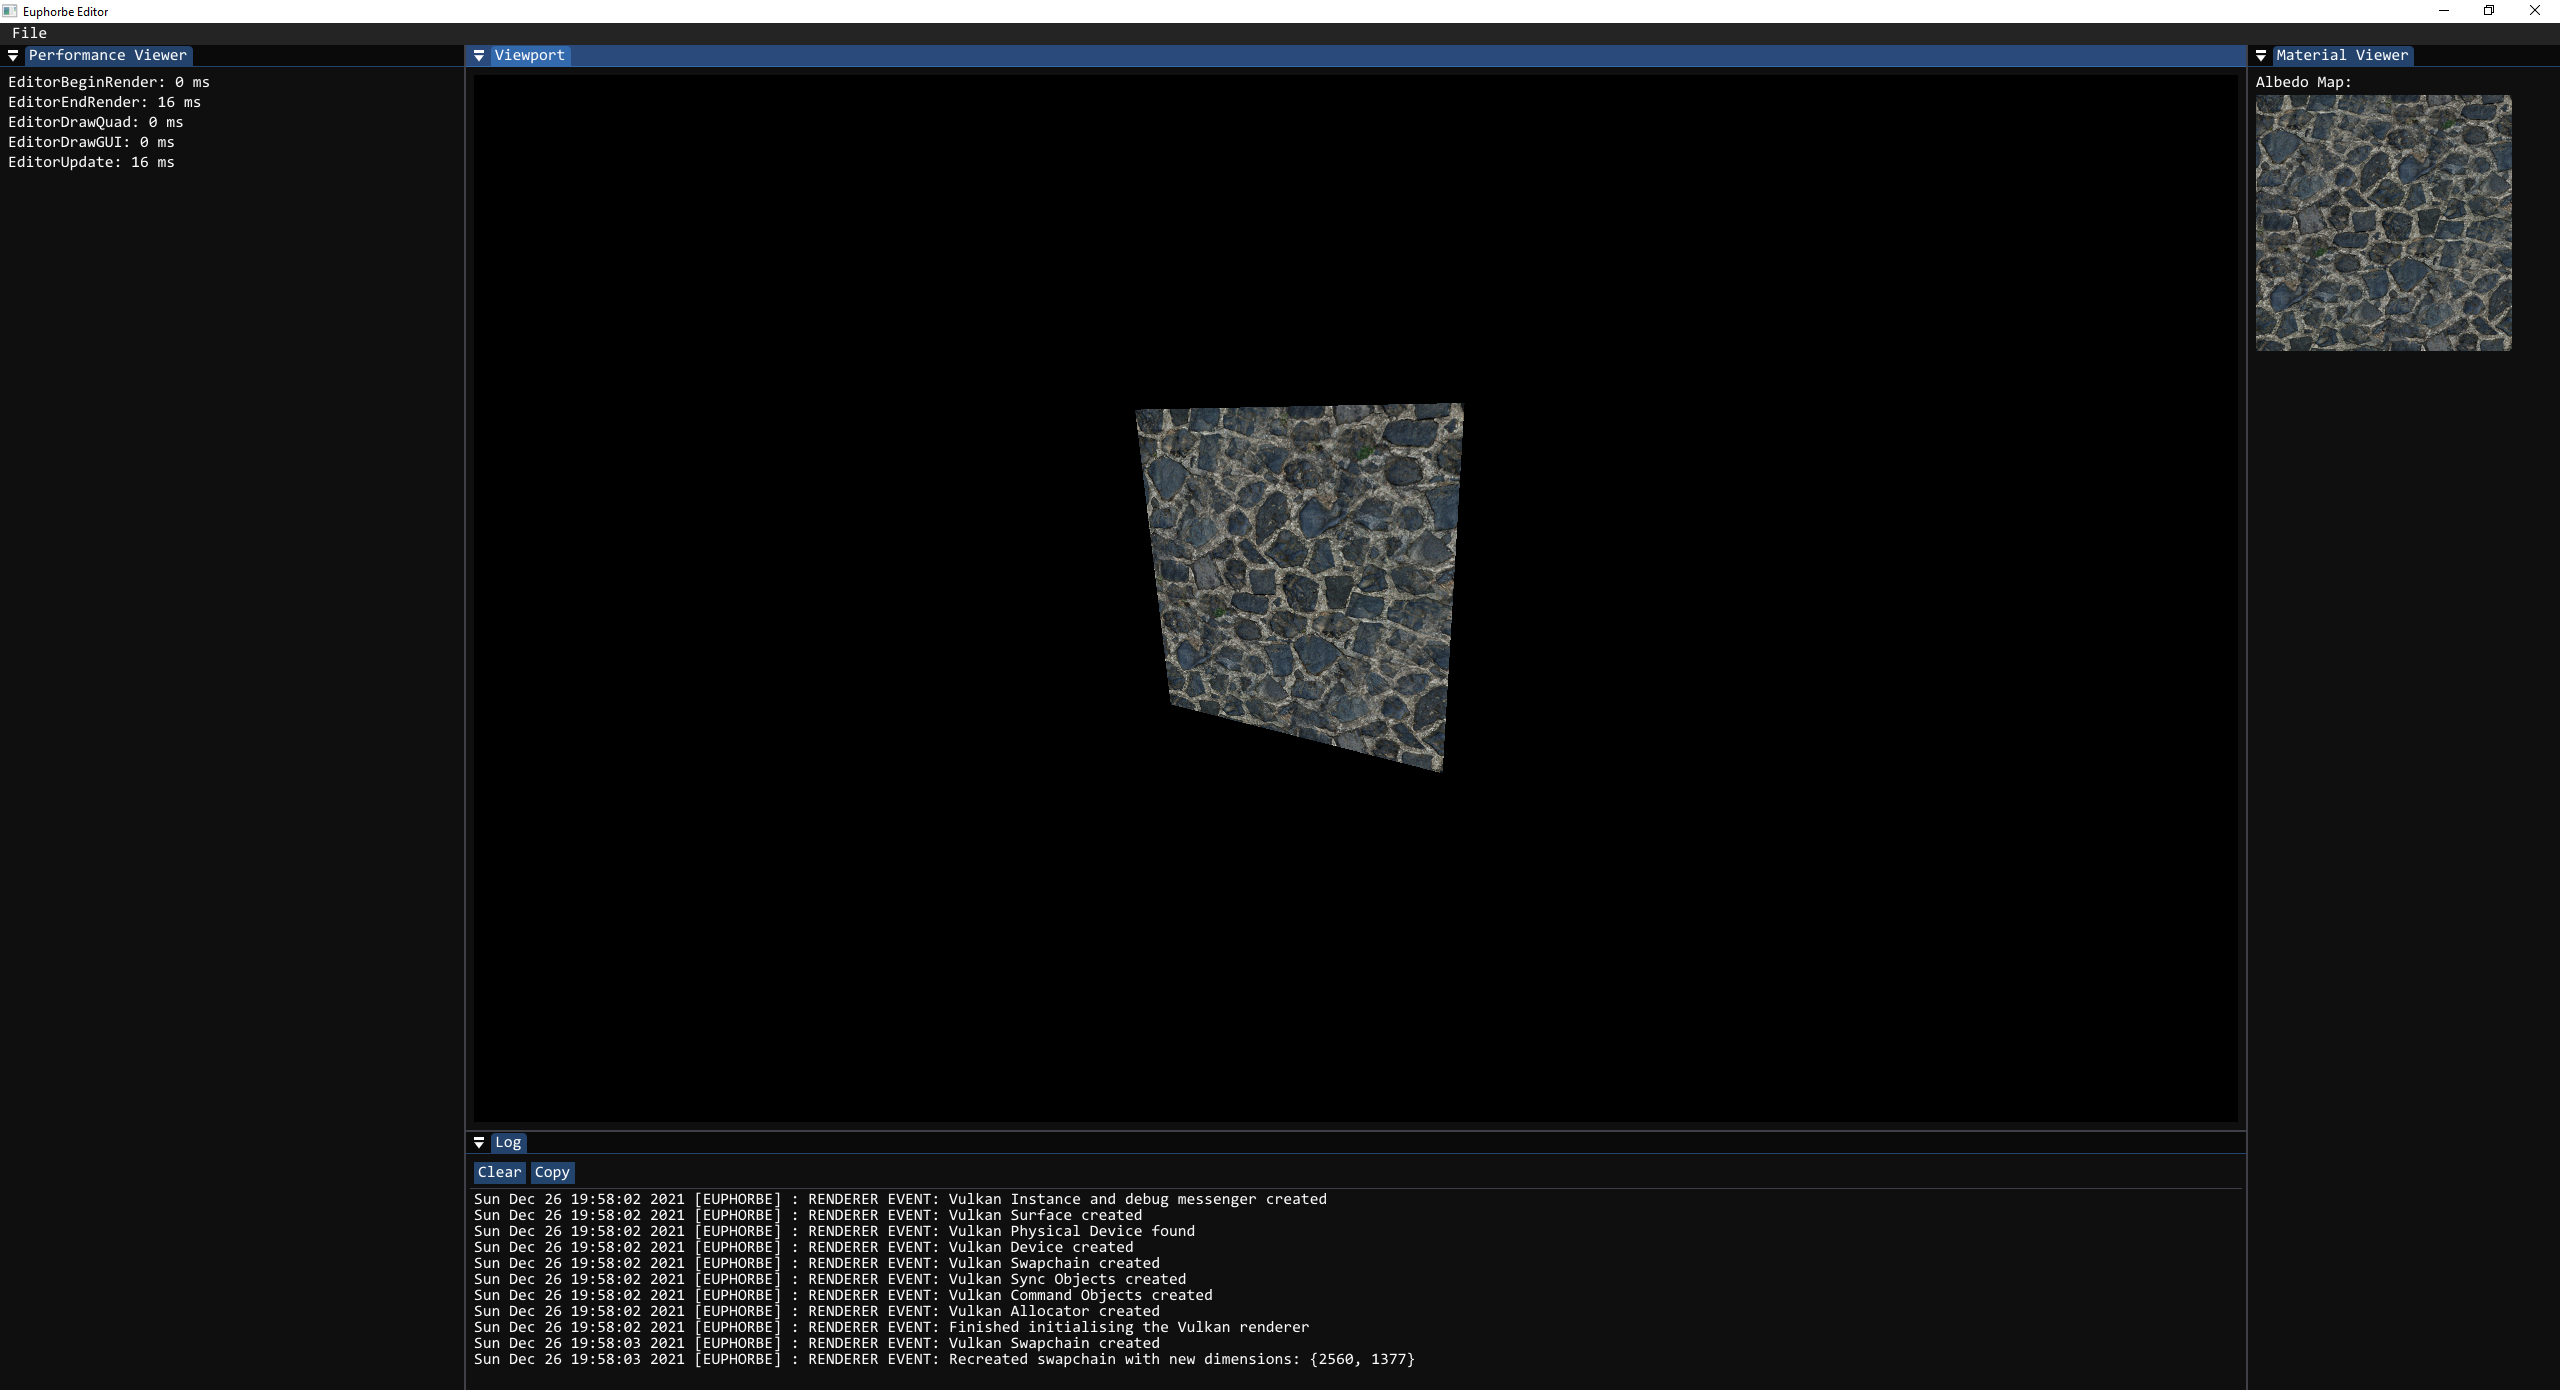 Euphorbe Editor
File
Performance Viewer
EditorBeginRender: 0 ms
EditorEndRender: 16 ms
EditorDrawQuad: 0 ms
EditorDrawGUI: 0 ms
EditorUpdate: 16 ms
Viewport
Material Viewer
Albedo Map:
Log
Clear Copy
Sun Dec 26 19:58:02 2021 [EUPHORBE] : RENDERER EVENT: Vulkan Instance and debug messenger created
Sun Dec 26 19:58:02 2021 [EUPHORBE] : RENDERER EVENT: Vulkan Surface created
Sun Dec 26 19:58:02 2021 [EUPHORBE] : RENDERER EVENT: Vulkan Physical Device found
Sun Dec 26 19:58:02 2021 [EUPHORBE] : RENDERER EVENT: Vulkan Device created
Sun Dec 26 19:58:02 2021 [EUPHORBE] : RENDERER EVENT: Vulkan Swapchain created
Sun Dec 26 19:58:02 2021 [EUPHORBE] : RENDERER EVENT: Vulkan Sync Objects created
Sun Dec 26 19:58:02 2021 [EUPHORBE] : RENDERER EVENT: Vulkan Command Objects created
Sun Dec 26 19:58:02 2021 [EUPHORBE] : RENDERER EVENT: Vulkan Allocator created
Sun Dec 26 19:58:02 2021 [EUPHORBE] : RENDERER EVENT: Finished initialising the Vulkan renderer
Sun Dec 26 19:58:03 2021 [EUPHORBE] : RENDERER EVENT: Vulkan Swapchain created
Sun Dec 26 19:58:03 2021 [EUPHORBE] : RENDERER EVENT: Recreated swapchain with new dimensions: {2560, 1377}